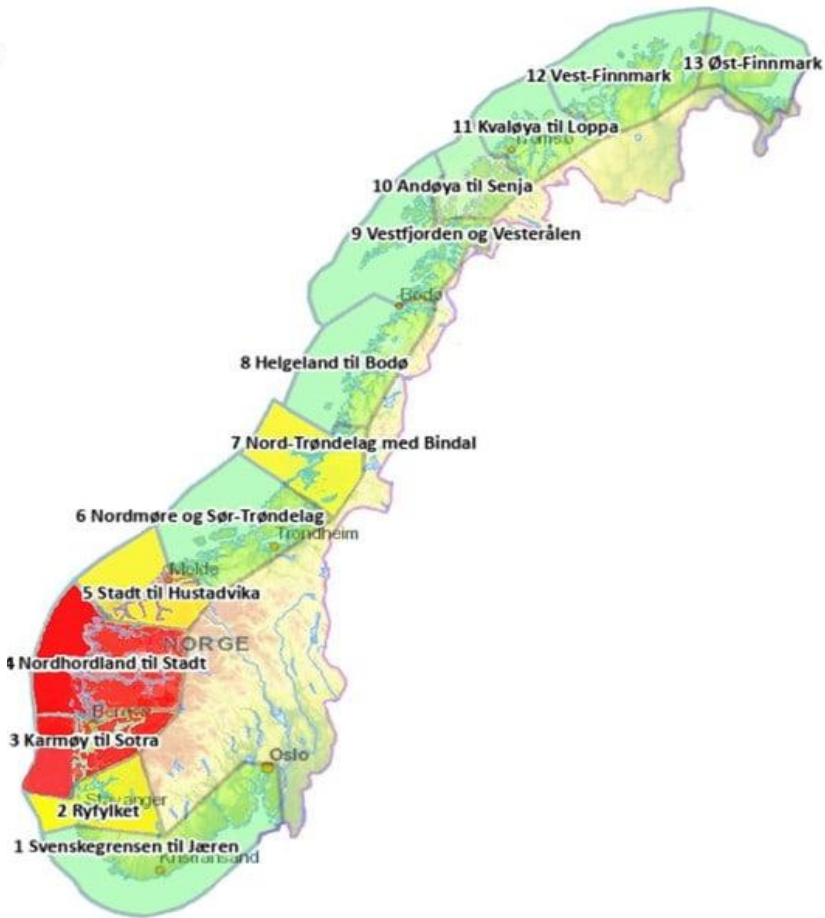 13 Øst-Finnmark
12 Vest-Finnmark
11 Kvaløya til Loppa
Tromsø
10 Andøya til Senja
9 Vestfjorden og Vesterålen
Bodø
8 Helgeland til Bodø
7 Nord-Trøndelag med Bindal
6 Nordmøre og Sør-Trøndelag
Trondheim
Molde
5 Stadt til Hustadvika
NORGE
4 Nordhordland til Stadt
Bergen
3 Karmøy til Sotra
Oslo
Stavanger
2 Ryfylket
1 Svenskegrensen til Jæren
Kristiansand